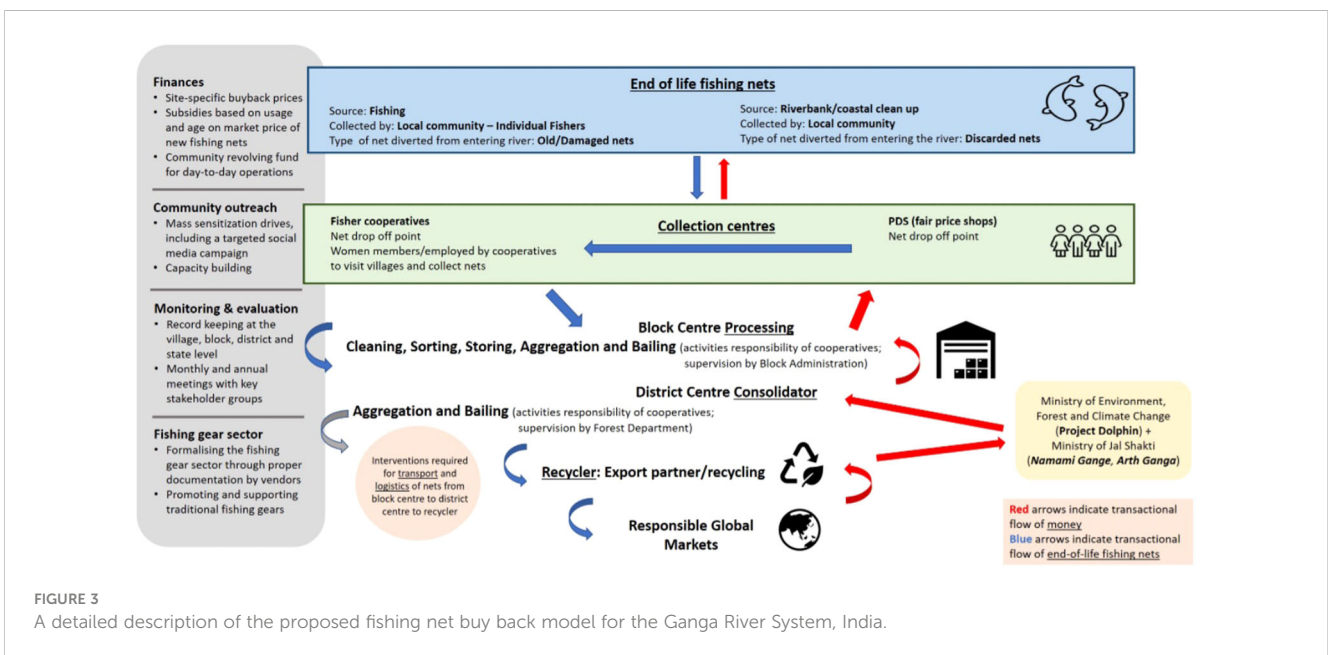 Finances
• Site-specific buyback prices
• Subsidies based on usage
and age on market price of
new fishing nets
• Community revolving fund
for day-to-day operations
Community outreach
• Mass sensitization drives,
including a targeted social
media campaign
• Capacity building
Monitoring & evaluation
• Record keeping at the
village, block, district and
state level
• Monthly and annual
meetings with key
stakeholder groups
Fishing gear sector
• Formalising the fishing
gear sector through proper
documentation by vendors
• Promoting and supporting
traditional fishing gears
End of life fishing nets
Source: Fishing
Collected by: Local community – Individual Fishers
Type of net diverted from entering river: Old/Damaged nets
Source: Riverbank/coastal clean up
Collected by: Local community
Type of net diverted from entering the river: Discarded nets
Fisher cooperatives
Net drop off point
Women members/employed by cooperatives
to visit villages and collect nets
Collection centres
PDS (fair price shops)
Net drop off point
Block Centre Processing
Cleaning, Sorting, Storing, Aggregation and Bailing (activities responsibility of cooperatives;
supervision by Block Administration)
District Centre Consolidator
Aggregation and Bailing (activities responsibility of cooperatives;
supervision by Forest Department)
Interventions required
for transport and
logistics of nets from
block centre to district
centre to recycler
Recycler: Export partner/recycling
Responsible Global
Markets
Ministry of Environment,
Forest and Climate Change
(Project Dolphin) +
Ministry of Jal Shakti
(Namami Gange, Arth Ganga)
Red arrows indicate transactional
flow of money
Blue arrows indicate transactional
flow of end-of-life fishing nets
FIGURE 3
A detailed description of the proposed fishing net buy back model for the Ganga River System, India.